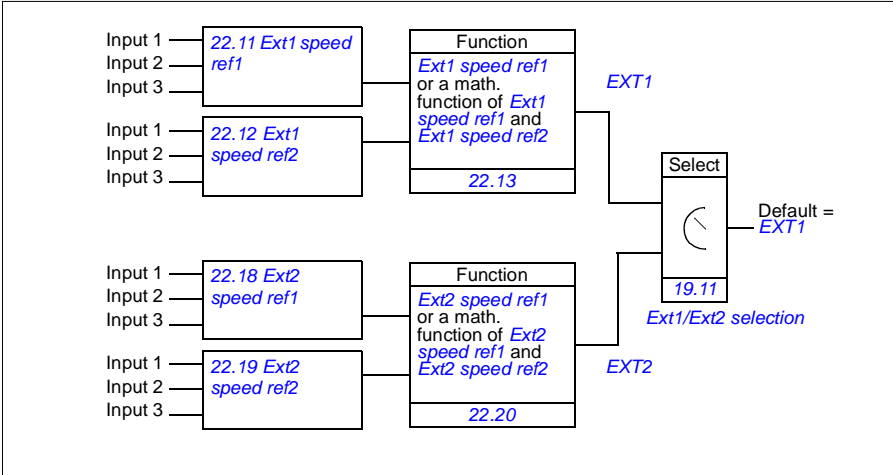 Input 1
Input 2
Input 3
22.11 Ext1 speed
ref1
Input 1
Input 2
Input 3
22.12 Ext1
speed ref2
Function
Ext1 speed ref1
or a math.
function of Ext1
speed ref1 and
Ext1 speed ref2
22.13
EXT1
Input 1
Input 2
Input 3
22.18 Ext2
speed ref1
Input 1
Input 2
Input 3
22.19 Ext2
speed ref2
Function
Ext2 speed ref1
or a math.
function of Ext2
speed ref1 and
Ext2 speed ref2
22.20
EXT2
Select
19.11
Ext1/Ext2 selection
Default =
EXT1